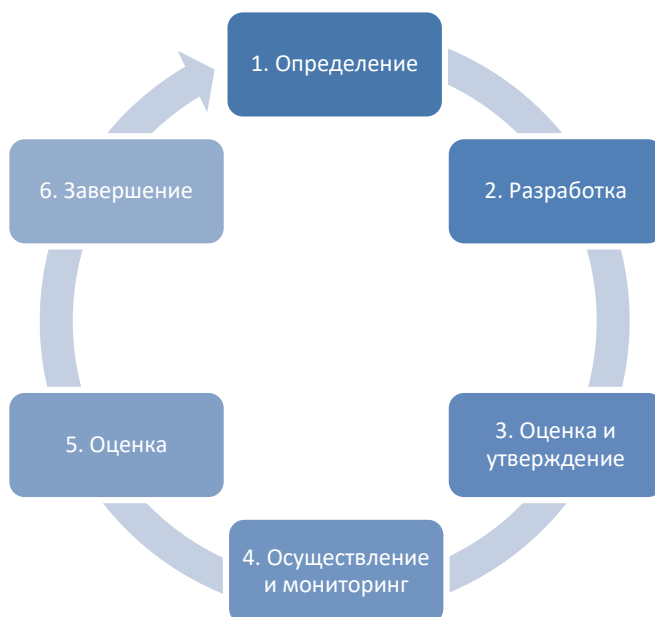 1. Определение
2. Разработка
3. Оценка и
утверждение
4. Осуществление
и мониторинг
5. Оценка
6. Завершение